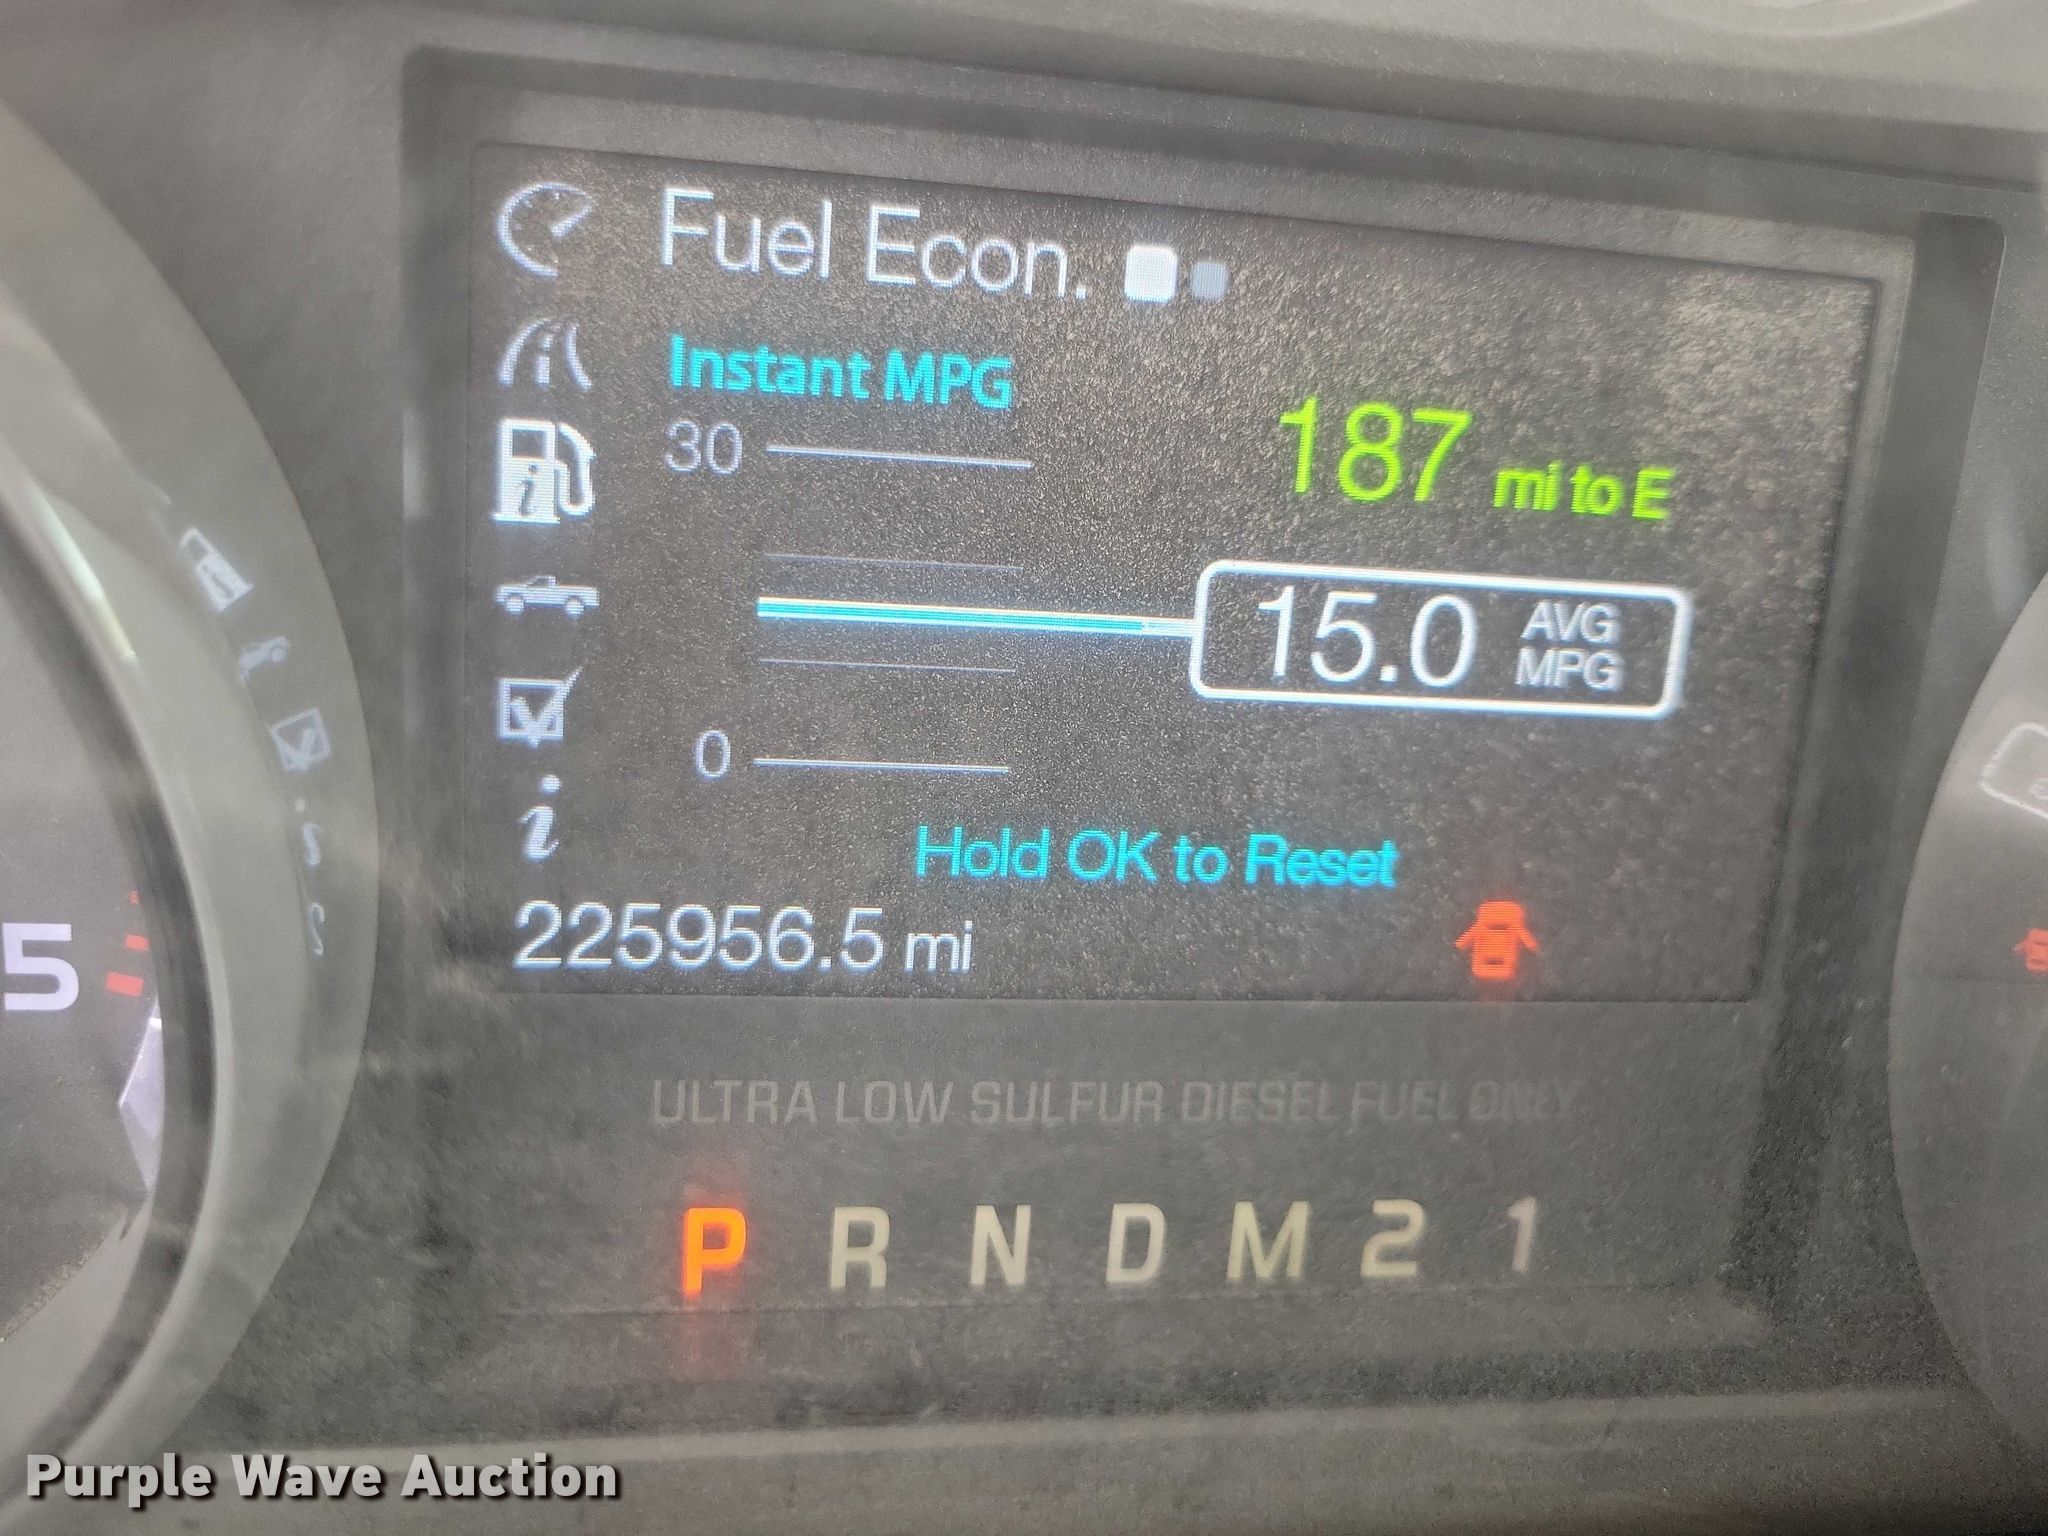 Fuel Econ.
Instant MPG
30
187 mi to E
15.0 AVG MPG
0
Hold OK to Reset
225956.5 mi
5
ULTRA LOW SULFUR DIESEL FUEL ONLY
P R N D M 2 1
Purple Wave Auction